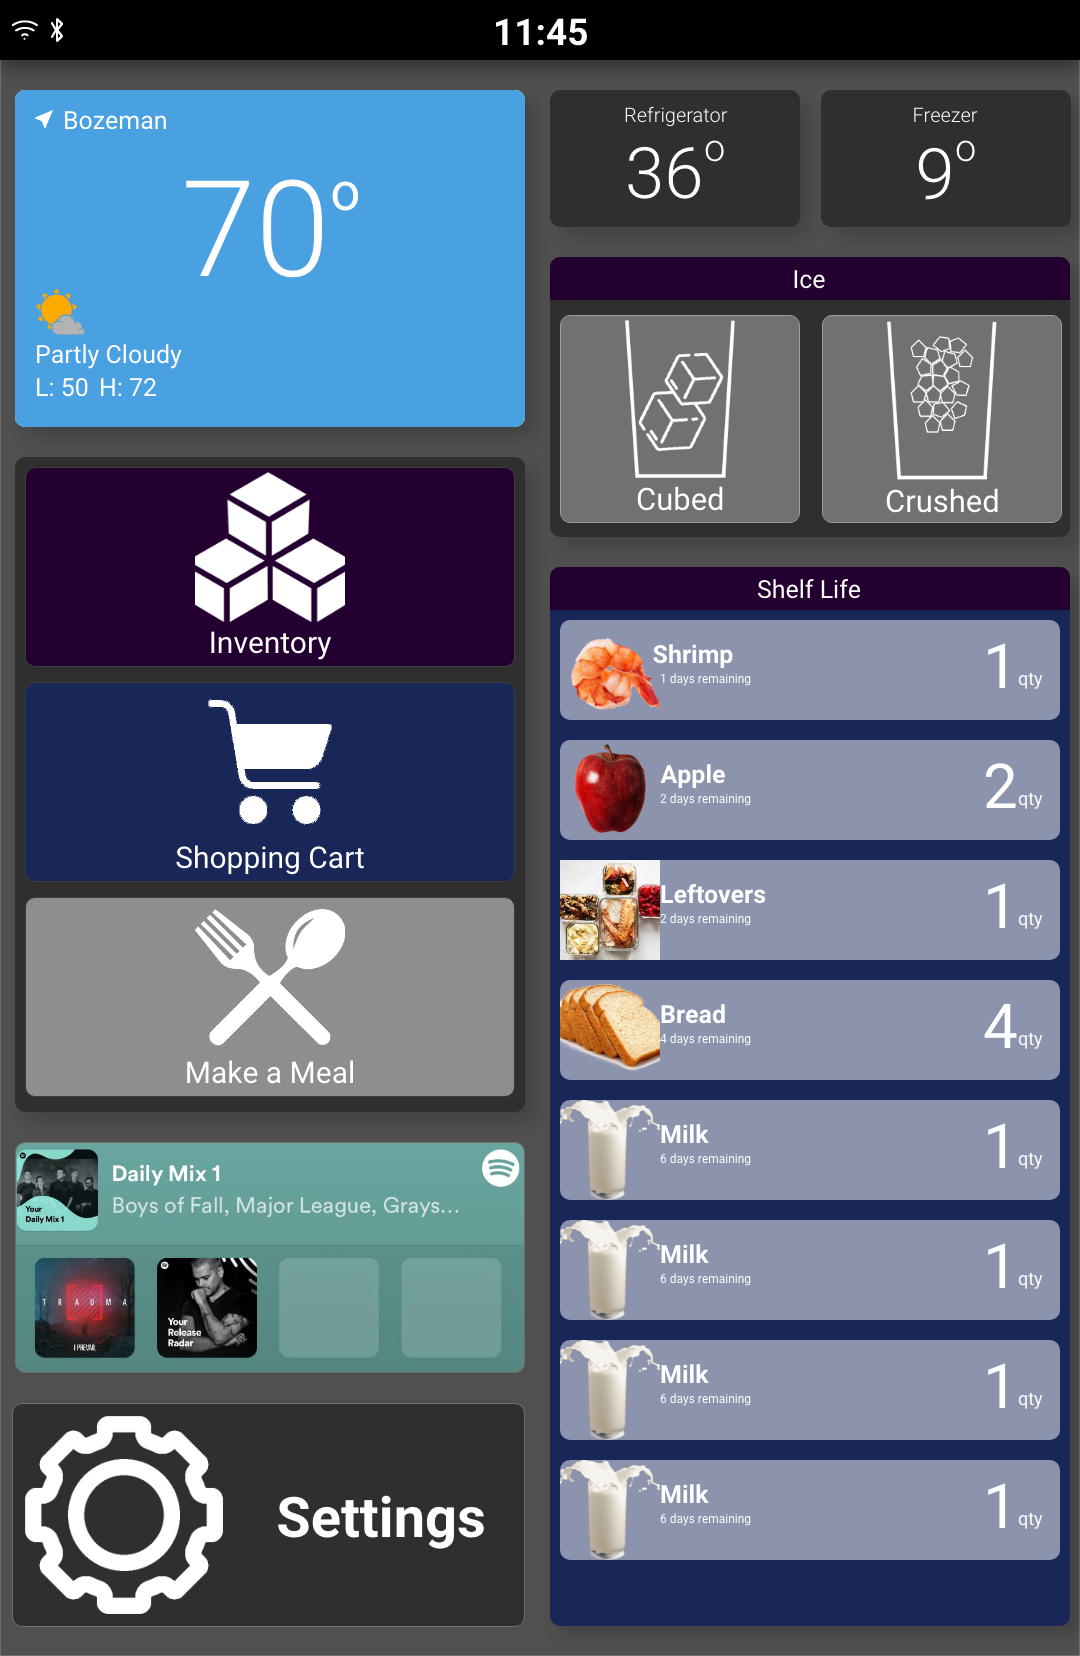 11:45
Bozeman
70°
Partly Cloudy
L: 50 H: 72
Refrigerator
36°
Freezer
9°
Ice
Cubed
Crushed
Inventory
Shopping Cart
Make a Meal
Daily Mix 1
Boys of Fall, Major League, Grays...
Your
Daily Mix 1
TRAUMA
I PREVAIL
Your
Release
Radar
Settings
Shelf Life
Shrimp
1 days remaining
1 qty
Apple
2 days remaining
2 qty
Leftovers
2 days remaining
1 qty
Bread
4 days remaining
4 qty
Milk
6 days remaining
1 qty
Milk
6 days remaining
1 qty
Milk
6 days remaining
1 qty
Milk
6 days remaining
1 qty